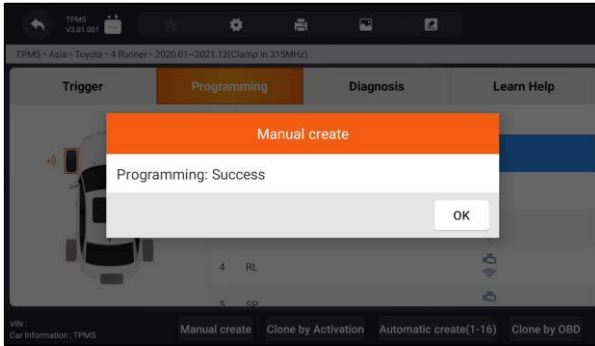 TPMS
V3.01.001
TPMS > Asia > Toyota > 4 Runner > 2020.01~2021.12(Clamp in 315MHz)
Trigger Programming Diagnosis Learn Help
Manual create
Programming: Success
OK
4 RL
5 SP
VIN :
Car Information : TPMS
Manual create Clone by Activation Automatic create(1-16) Clone by OBD